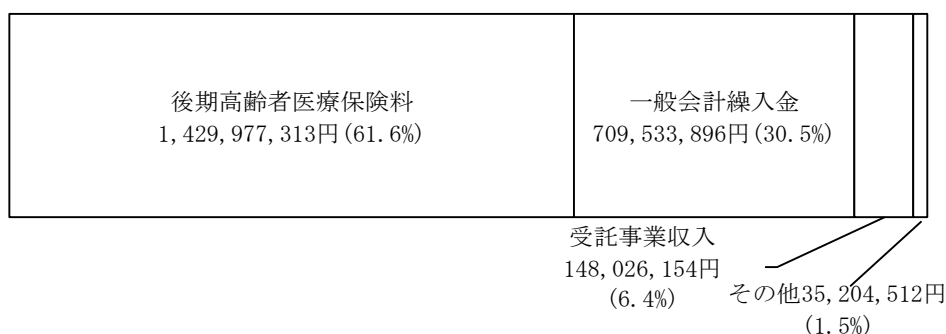 後期高齢者医療保険料
1,429,977,313円(61.6%)
一般会計繰入金
709,533,896円(30.5%)
受託事業収入
148,026,154円
(6.4%)
その他35,204,512円
(1.5%)